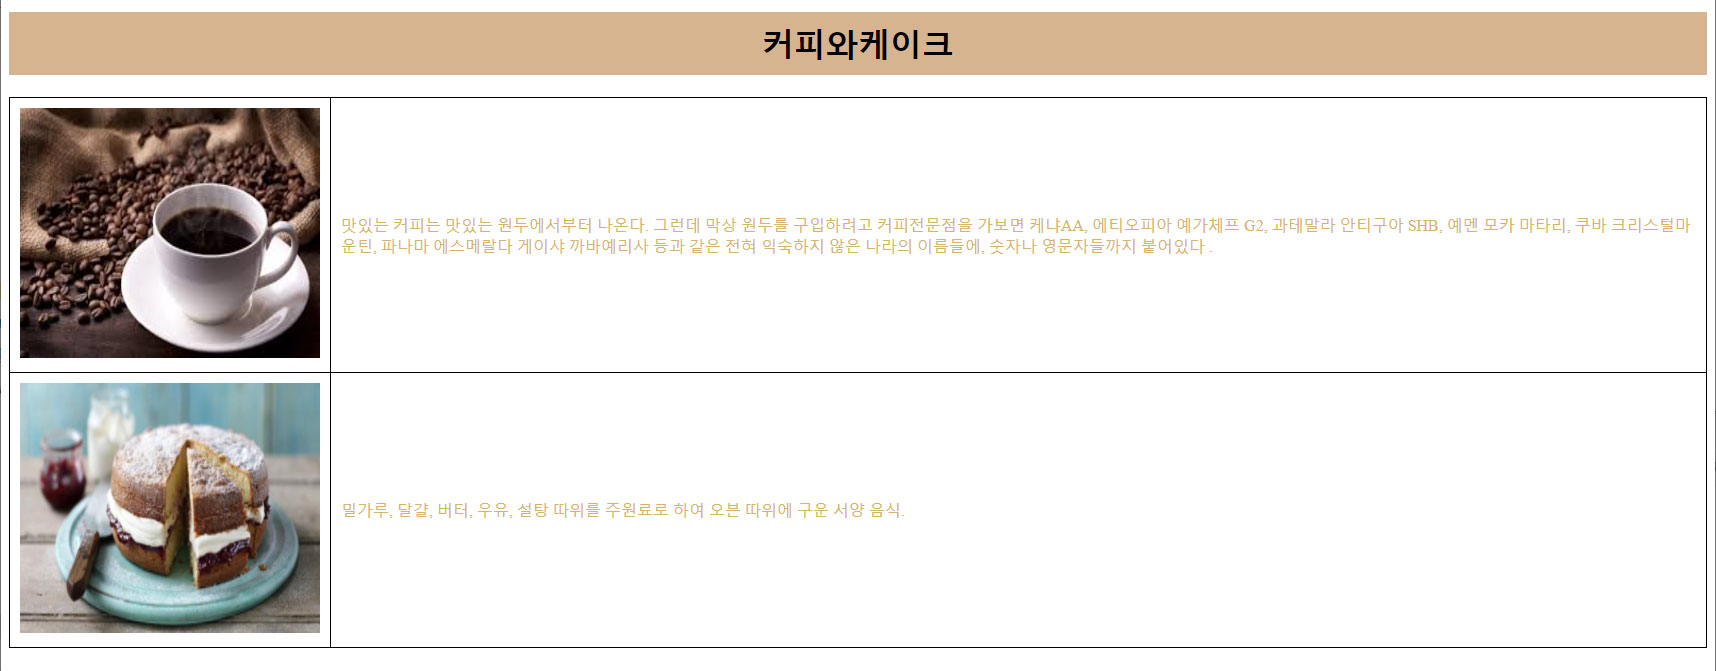 커피와케이크
맛있는 커피는 맛있는 원두에서부터 나온다. 그런데 막상 원두를 구입하려고 커피전문점을 가보면 케냐AA, 에티오피아 예가체프 G2, 과테말라 안티구아 SHB, 예멘 모카 마타리, 쿠바 크리스털마
운틴, 파나마 에스메랄다 게이샤 까바예리사 등과 같은 전혀 익숙하지 않은 나라의 이름들에, 숫자나 영문자들까지 붙어있다 .
밀가루, 달걀, 버터, 우유, 설탕 따위를 주원료로 하여 오븐 따위에 구운 서양 음식.